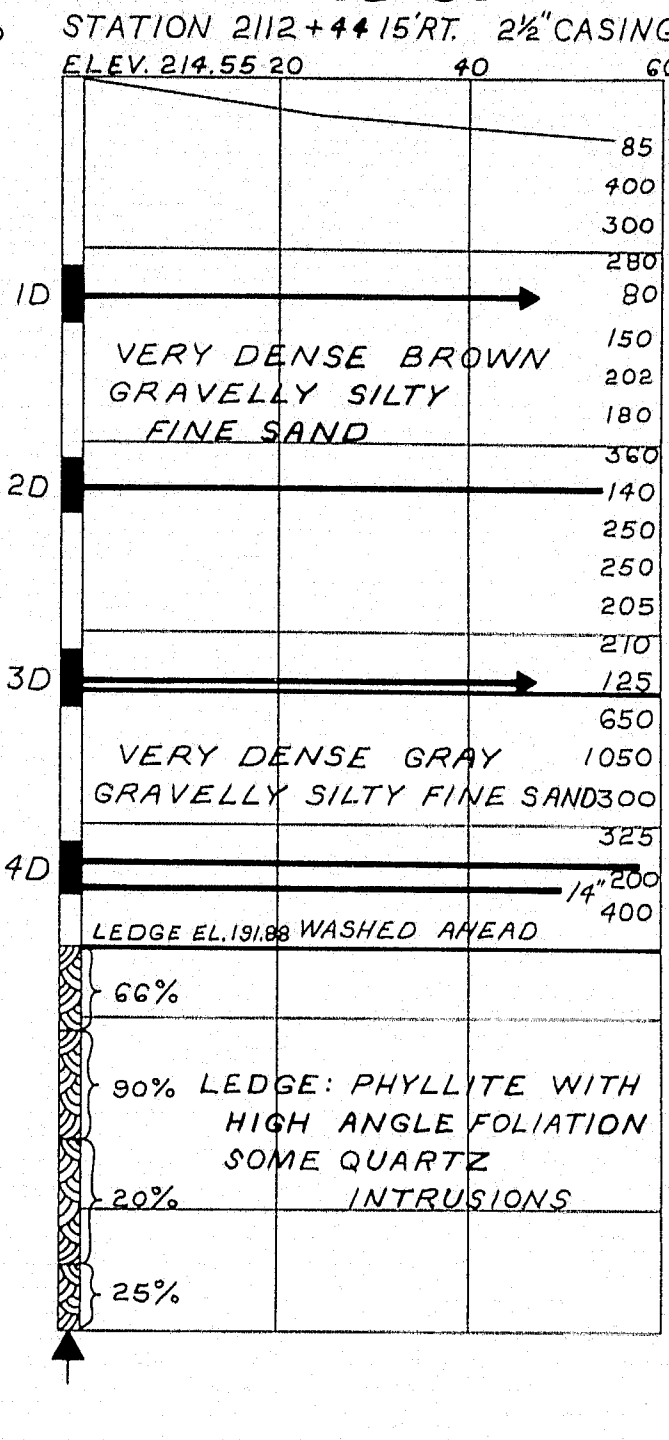 STATION 2112+44 15'RT. 2½" CASING
ELEV. 214.55 20 40 60
85
400
300
280
1D 80
150
VERY DENSE BROWN
202
GRAVELLY SILTY
180
FINE SAND
360
2D 140
250
250
205
210
3D 125
650
VERY DENSE GRAY 1050
GRAVELLY SILTY FINE SAND 300
325
4D 200
14"
400
LEDGE EL. 191.88 WASHED AHEAD
66%
90% LEDGE: PHYLLITE WITH
HIGH ANGLE FOLIATION
SOME QUARTZ
20% INTRUSIONS
25%